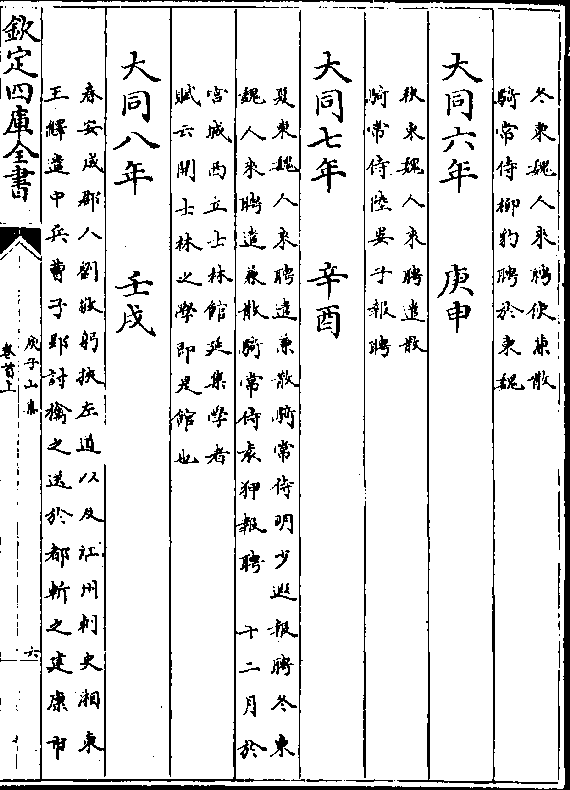 冬東魏人來聘使兼散
騎常侍柳豹聘於東魏
大同六年　庚申
秋東魏人來聘遣散
騎常侍陸晏子報聘
大同七年　辛酉
夏東魏人來聘遣兼散騎常侍明少遐報聘冬東
魏人來聘遣兼散騎常侍袁狎報聘　十二月於
宮城西立士林館延集學者
賦云開士林之學即是館也
大同八年　壬戌
春安成郡人劉敬躬挾左道以反江州刺史湘東
王繹遣中兵曹子郢討擒之送於都斬之建康市
欽定四庫全書
庾子山集
卷首上
六